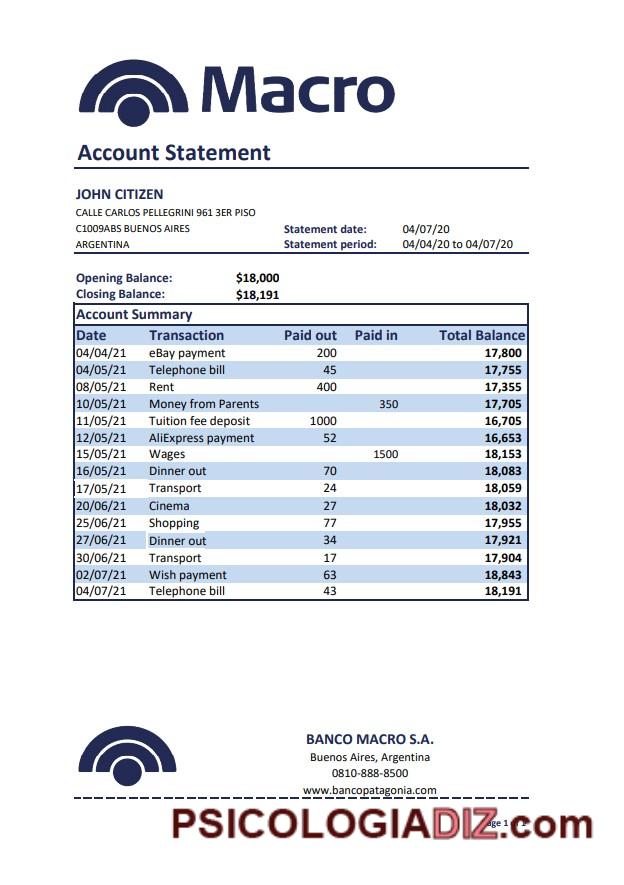 Macro
Account Statement
JOHN CITIZEN
CALLE CARLOS PELLEGRINI 961 3ER PISO
C1009ABS BUENOS AIRES Statement date: 04/07/20
ARGENTINA Statement period: 04/04/20 to 04/07/20
Opening Balance: $18,000
Closing Balance: $18,191
Account Summary
Date Transaction Paid out Paid in Total Balance
04/04/21 eBay payment 200 17,800
04/05/21 Telephone bill 45 17,755
08/05/21 Rent 400 17,355
10/05/21 Money from Parents 350 17,705
11/05/21 Tuition fee deposit 1000 16,705
12/05/21 AliExpress payment 52 16,653
15/05/21 Wages 1500 18,153
16/05/21 Dinner out 70 18,083
17/05/21 Transport 24 18,059
20/06/21 Cinema 27 18,032
25/06/21 Shopping 77 17,955
27/06/21 Dinner out 34 17,921
30/06/21 Transport 17 17,904
02/07/21 Wish payment 63 18,843
04/07/21 Telephone bill 43 18,191
BANCO MACRO S.A.
Buenos Aires, Argentina
0810-888-8500
www.bancopatagonia.com
PSICOLOGIADIZ.com